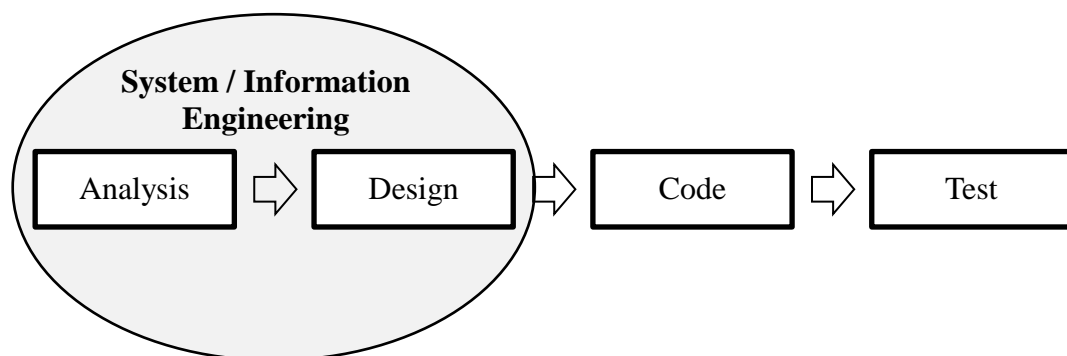 System / Information
Engineering
Analysis
Design
Code
Test